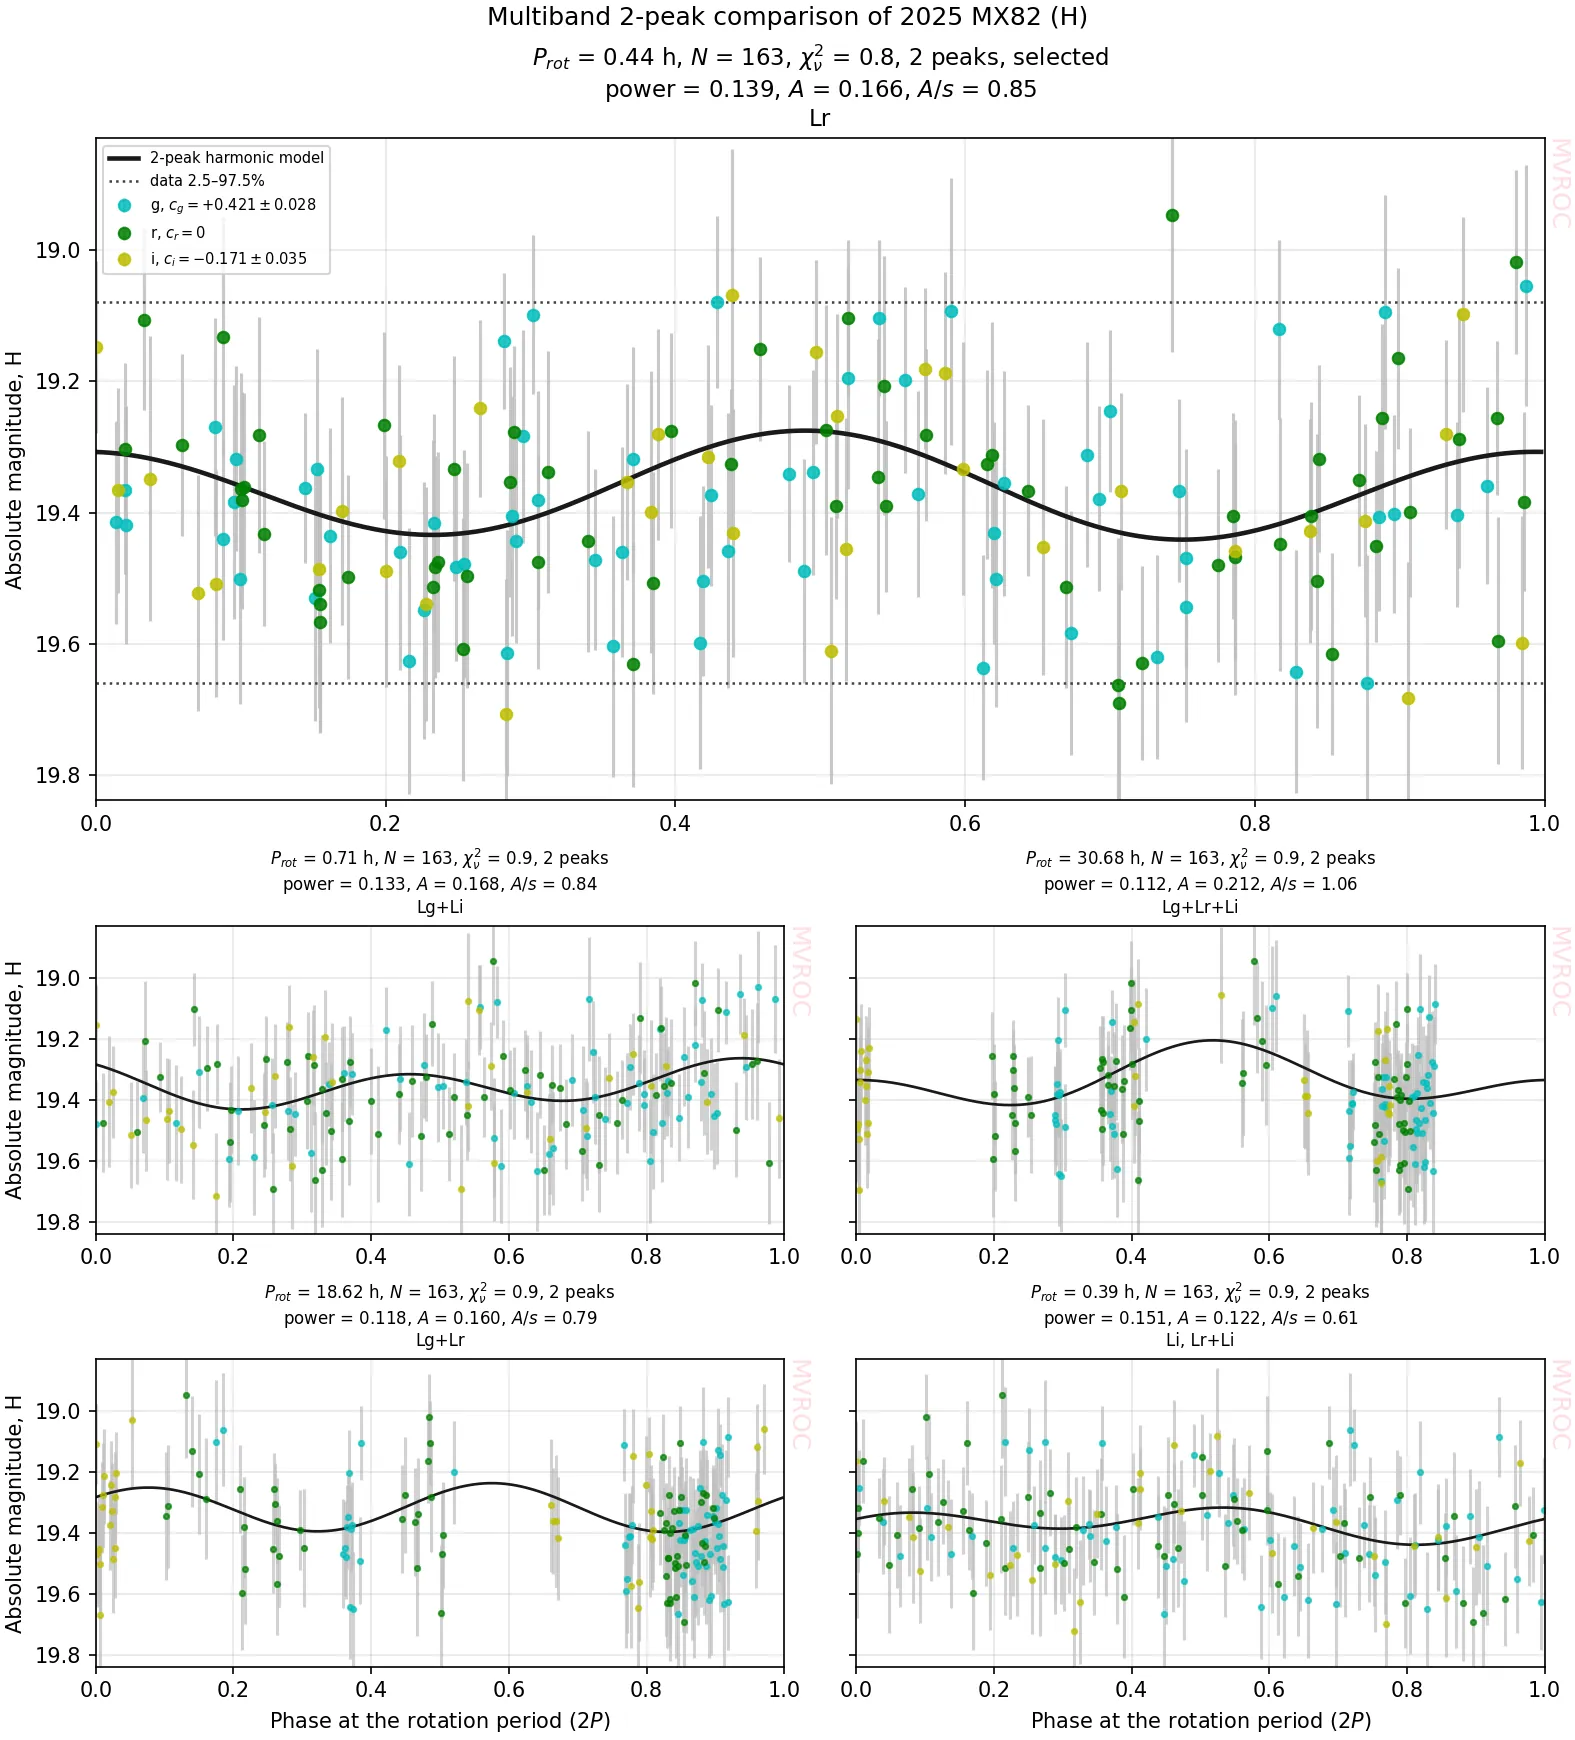 Multiband 2-peak comparison of 2025 MX82 (H)
P_rot = 0.44 h, N = 163, χ²_ν = 0.8, 2 peaks, selected
power = 0.139, A = 0.166, A/s = 0.85
Lr
2-peak harmonic model
data 2.5–97.5%
g, c_g = +0.421 ± 0.028
r, c_r = 0
i, c_i = −0.171 ± 0.035
MVROC
Absolute magnitude, H
19.0
19.2
19.4
19.6
19.8
0.0 0.2 0.4 0.6 0.8 1.0
P_rot = 0.71 h, N = 163, χ²_ν = 0.9, 2 peaks
power = 0.133, A = 0.168, A/s = 0.84
Lg+Li
MVROC
Absolute magnitude, H
19.0
19.2
19.4
19.6
19.8
0.0 0.2 0.4 0.6 0.8 1.0
P_rot = 30.68 h, N = 163, χ²_ν = 0.9, 2 peaks
power = 0.112, A = 0.212, A/s = 1.06
Lg+Lr+Li
MVROC
0.0 0.2 0.4 0.6 0.8 1.0
P_rot = 18.62 h, N = 163, χ²_ν = 0.9, 2 peaks
power = 0.118, A = 0.160, A/s = 0.79
Lg+Lr
MVROC
Absolute magnitude, H
19.0
19.2
19.4
19.6
19.8
0.0 0.2 0.4 0.6 0.8 1.0
Phase at the rotation period (2P)
P_rot = 0.39 h, N = 163, χ²_ν = 0.9, 2 peaks
power = 0.151, A = 0.122, A/s = 0.61
Li, Lr+Li
MVROC
0.0 0.2 0.4 0.6 0.8 1.0
Phase at the rotation period (2P)